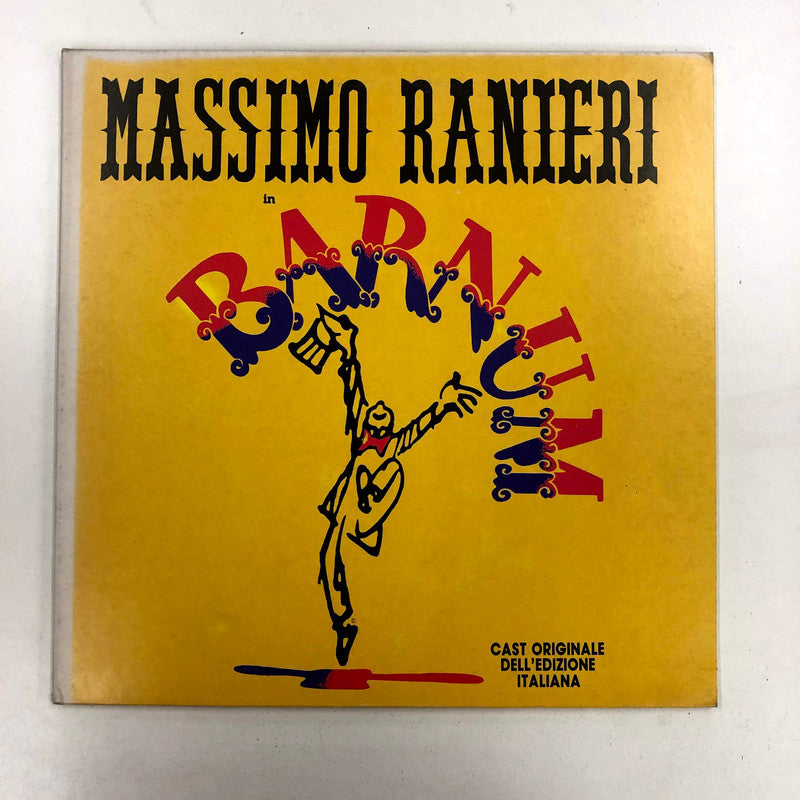 MASSIMO RANIERI
in
BARNUM
CAST ORIGINALE
DELL'EDIZIONE
ITALIANA